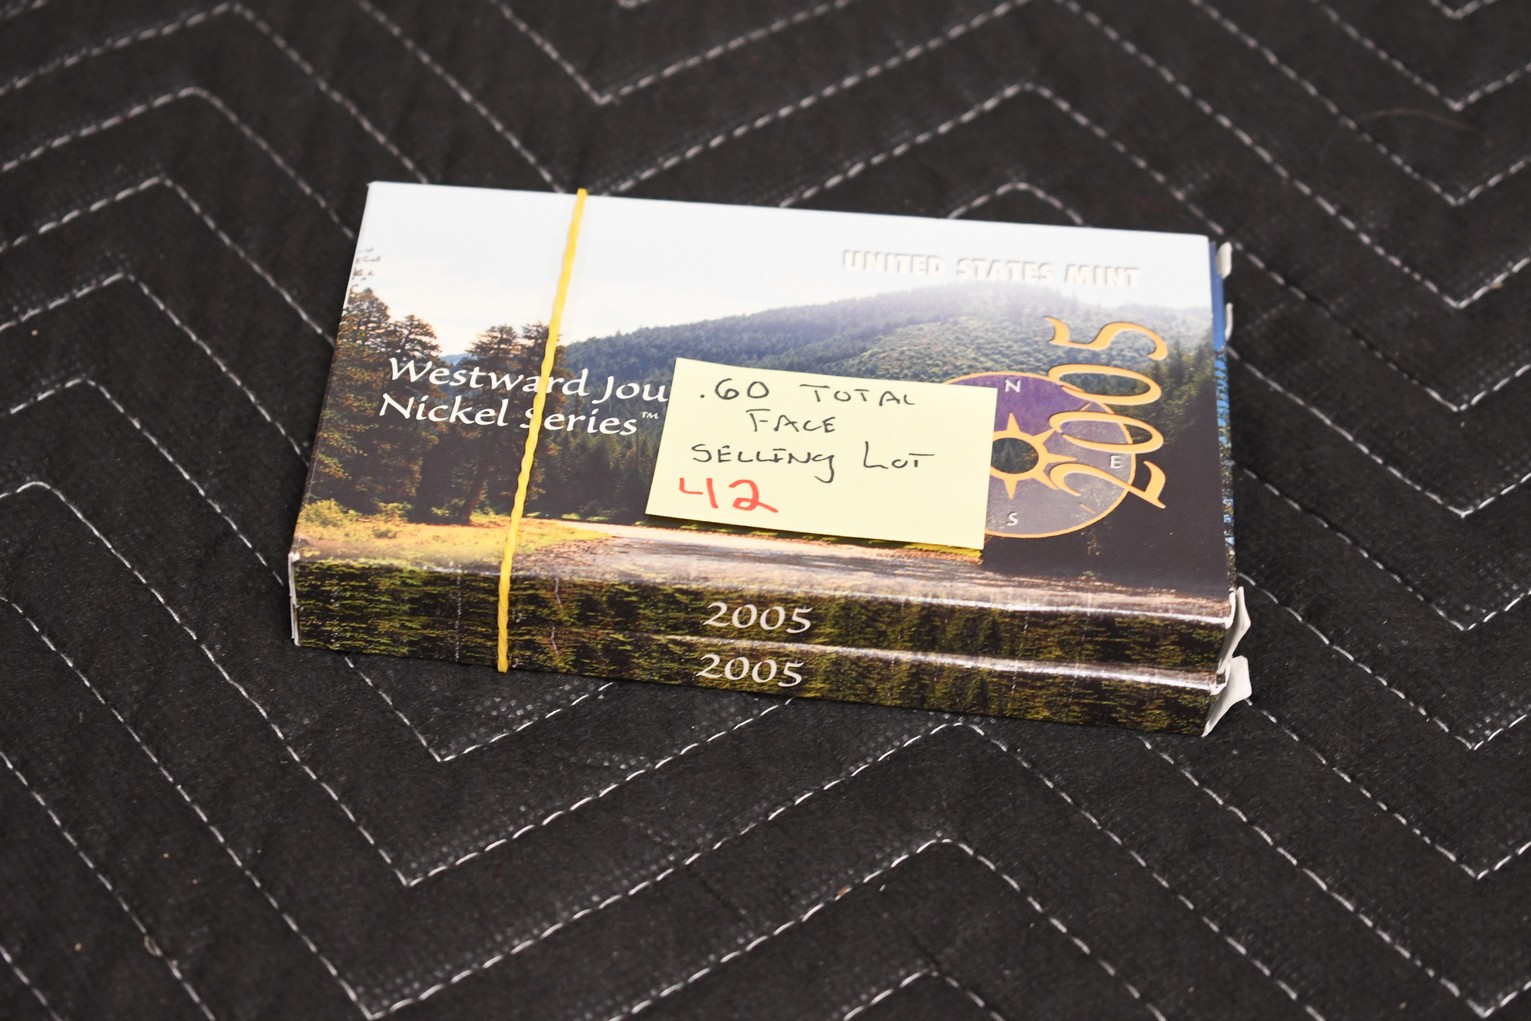 UNITED STATES MINT
2005
Westward Jou
Nickel Series™
N
E
S
.60 TOTAL
FACE
SELLING LOT
42
2005
2005